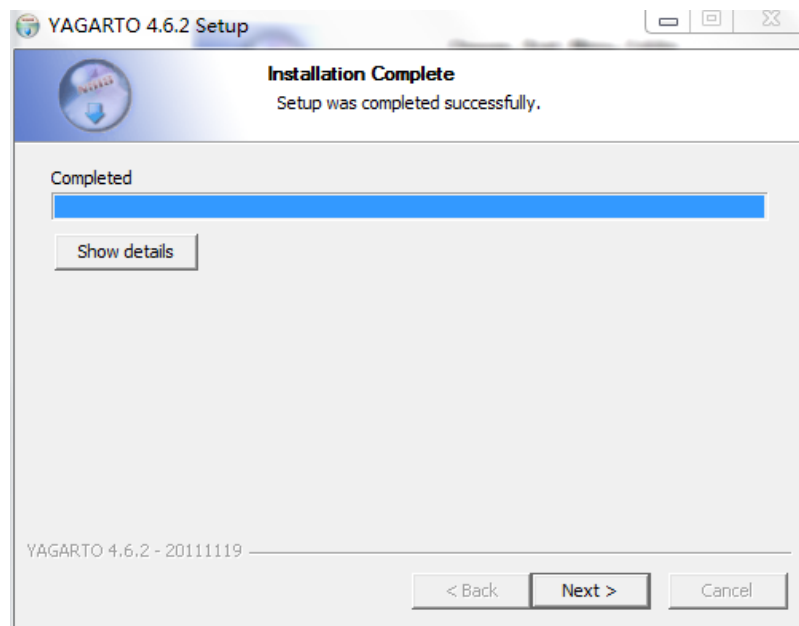 YAGARTO 4.6.2 Setup
Installation Complete
Setup was completed successfully.
Completed
Show details
YAGARTO 4.6.2 - 20111119
< Back
Next >
Cancel